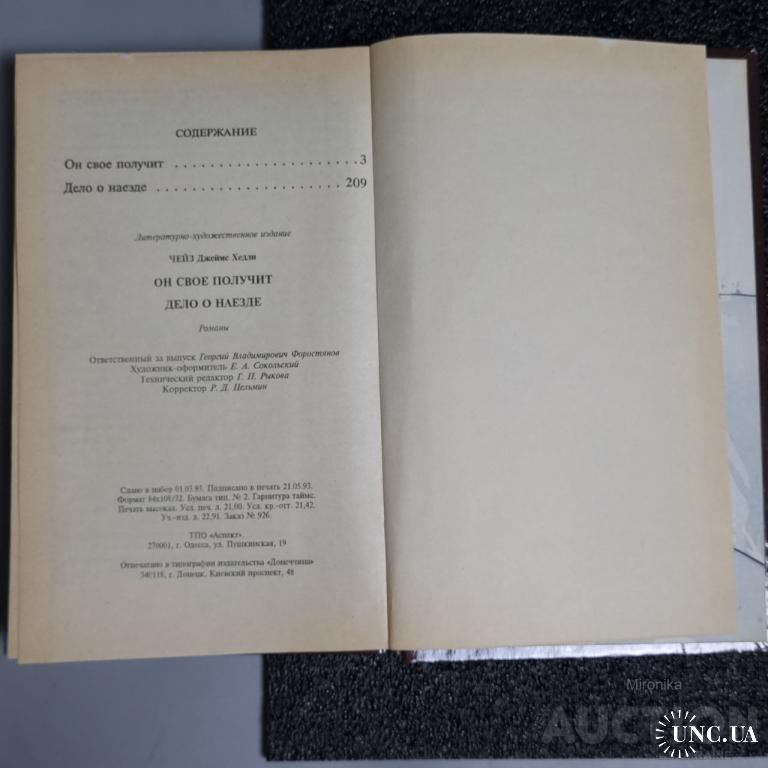 СОДЕРЖАНИЕ
Он свое получит . . . . . . . . . . . . . . . . . . . . . . 3
Дело о наезде . . . . . . . . . . . . . . . . . . . . . . 209
Литературно-художественное издание
ЧЕЙЗ Джеймс Хедли
ОН СВОЕ ПОЛУЧИТ
ДЕЛО О НАЕЗДЕ
Романы
Ответственный за выпуск Георгий Владимирович Форостянов
Художник-оформитель Е. А. Сокольский
Технический редактор Г. П. Рыкова
Корректор Р. Д. Цельмин
Сдано в набор 01.03.93. Подписано в печать 21.05.93.
Формат 84х108/32. Бумага тип. № 2. Гарнитура таймс.
Печать высокая. Усл. печ. л. 21,00. Усл. кр.-отт. 21,42.
Уч.-изд. л. 22,91. Заказ № 926.
ТПО «Аспект».
270001, г. Одесса, ул. Пушкинская, 19
Отпечатано в типографии издательства «Донеччина»
340118, г. Донецк, Киевский проспект, 48
Mironika
AUCTION
UNC.UA